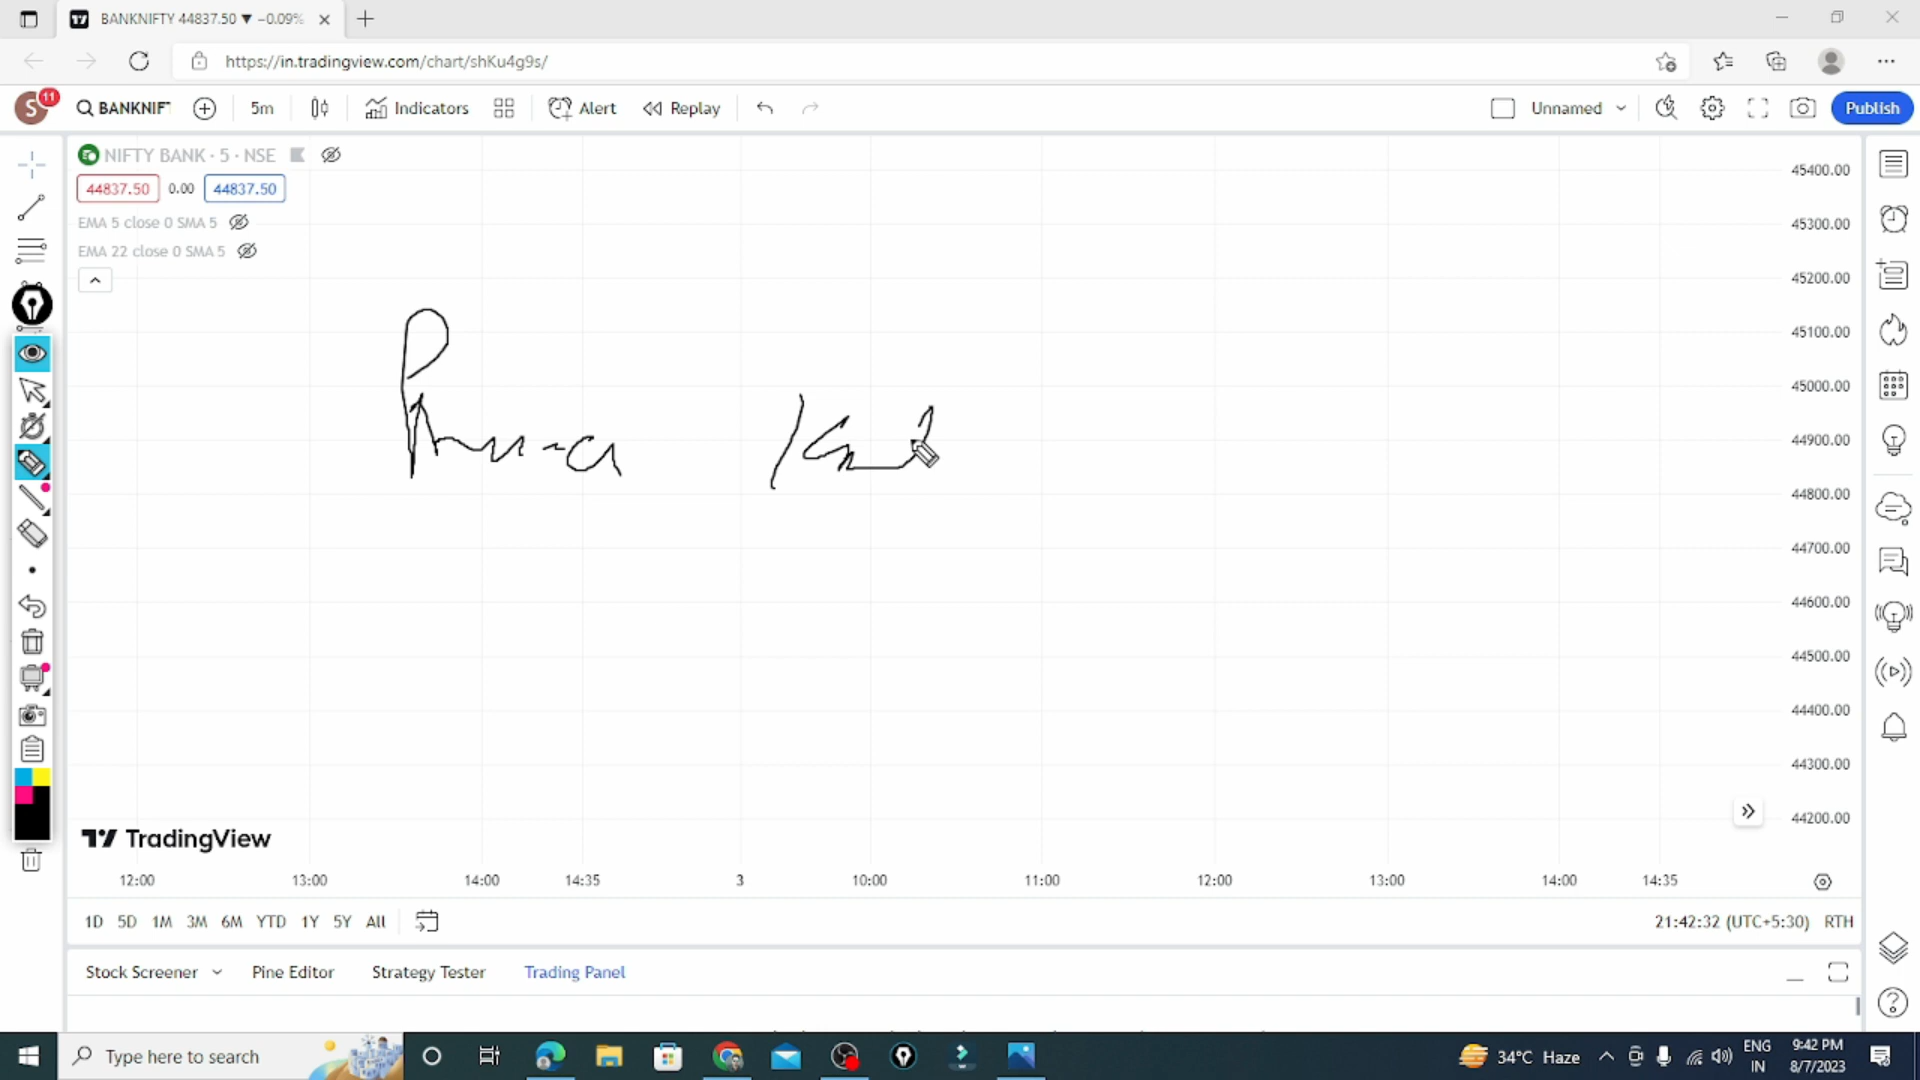 BANKNIFTY 44837.50 ▼ −0.09%
https://in.tradingview.com/chart/shKu4g9s/
S 11 BANKNIF 5m Indicators Alert Replay Unnamed Publish
NIFTY BANK · 5 · NSE
44837.50 0.00 44837.50
EMA 5 close 0 SMA 5
EMA 22 close 0 SMA 5
45400.00
45300.00
45200.00
45100.00
45000.00
44900.00
44800.00
44700.00
44600.00
44500.00
44400.00
44300.00
44200.00
TradingView
12:00 13:00 14:00 14:35 3 10:00 11:00 12:00 13:00 14:00 14:35
1D 5D 1M 3M 6M YTD 1Y 5Y All 21:42:32 (UTC+5:30) RTH
Stock Screener Pine Editor Strategy Tester Trading Panel
Type here to search 34°C Haze ENG IN 9:42 PM 8/7/2023